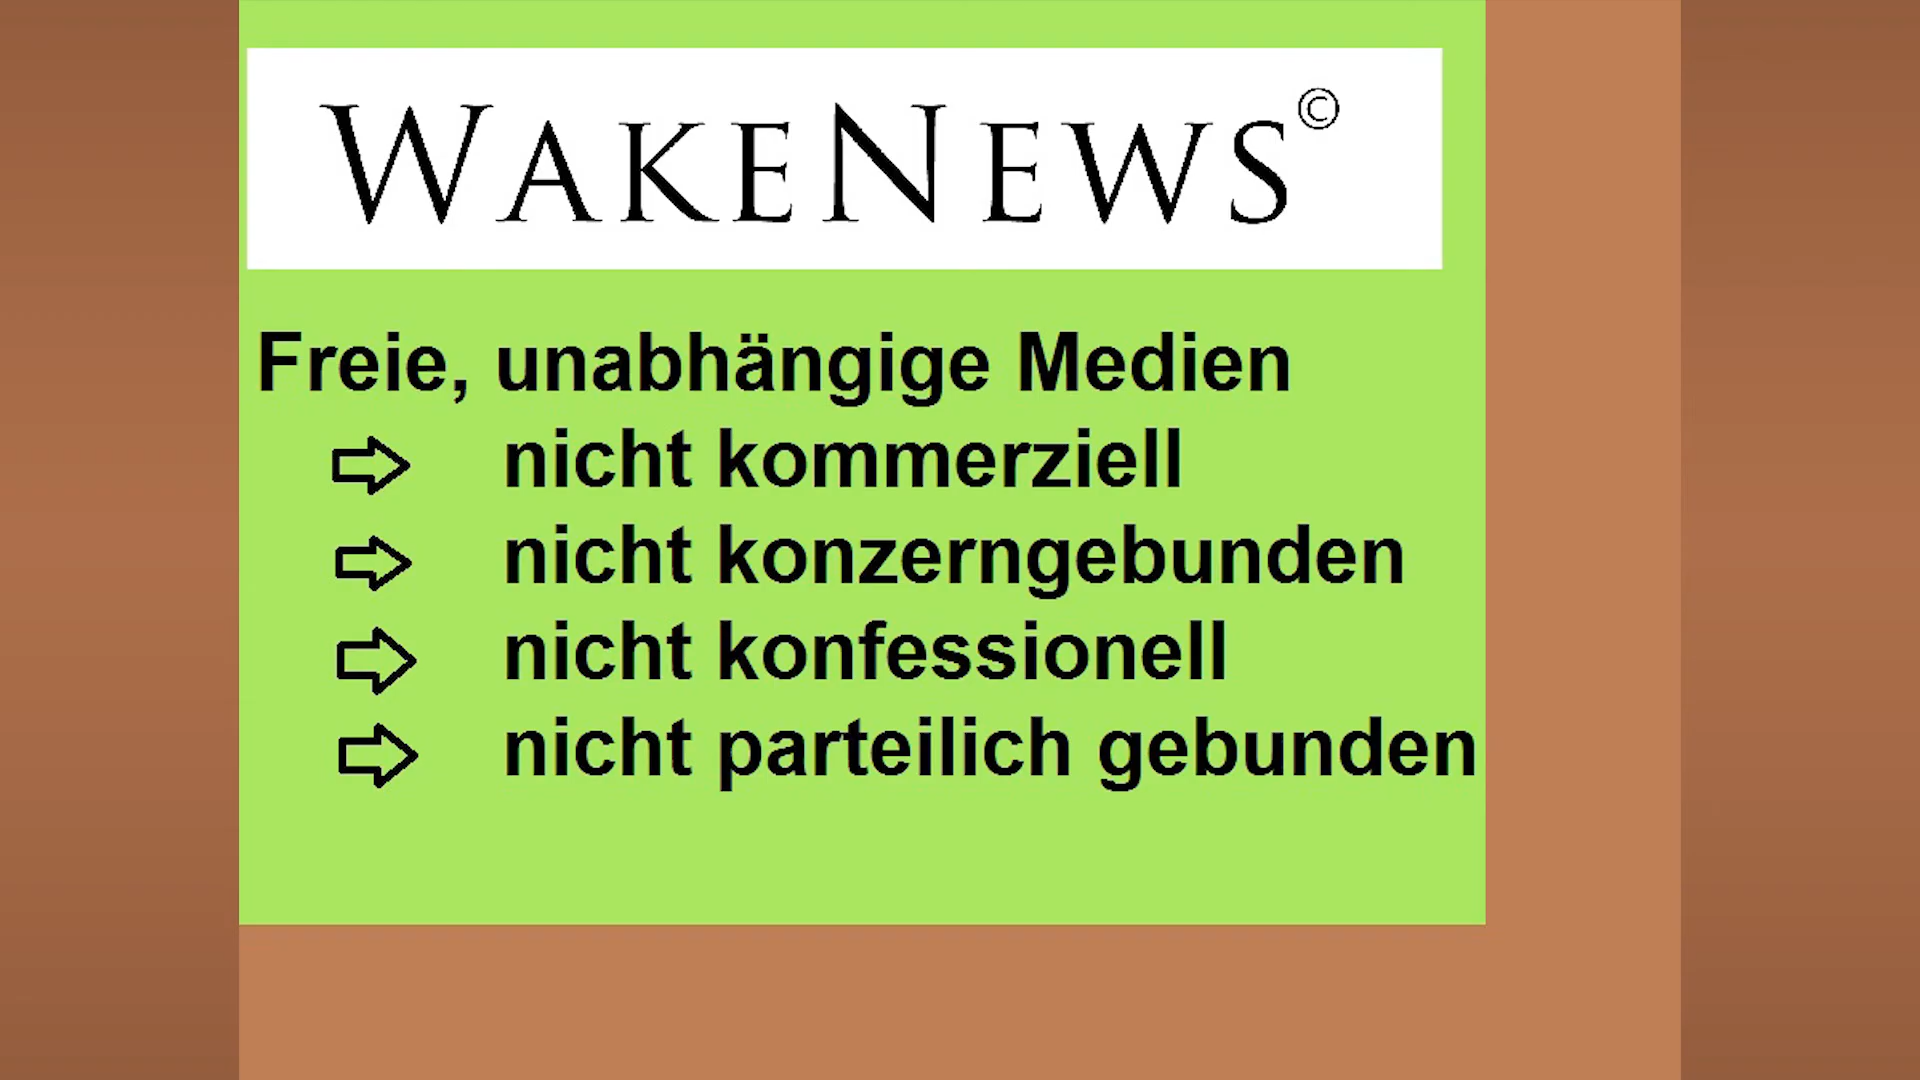 WAKENEWS©
Freie, unabhängige Medien
⇨ nicht kommerziell
⇨ nicht konzerngebunden
⇨ nicht konfessionell
⇨ nicht parteilich gebunden